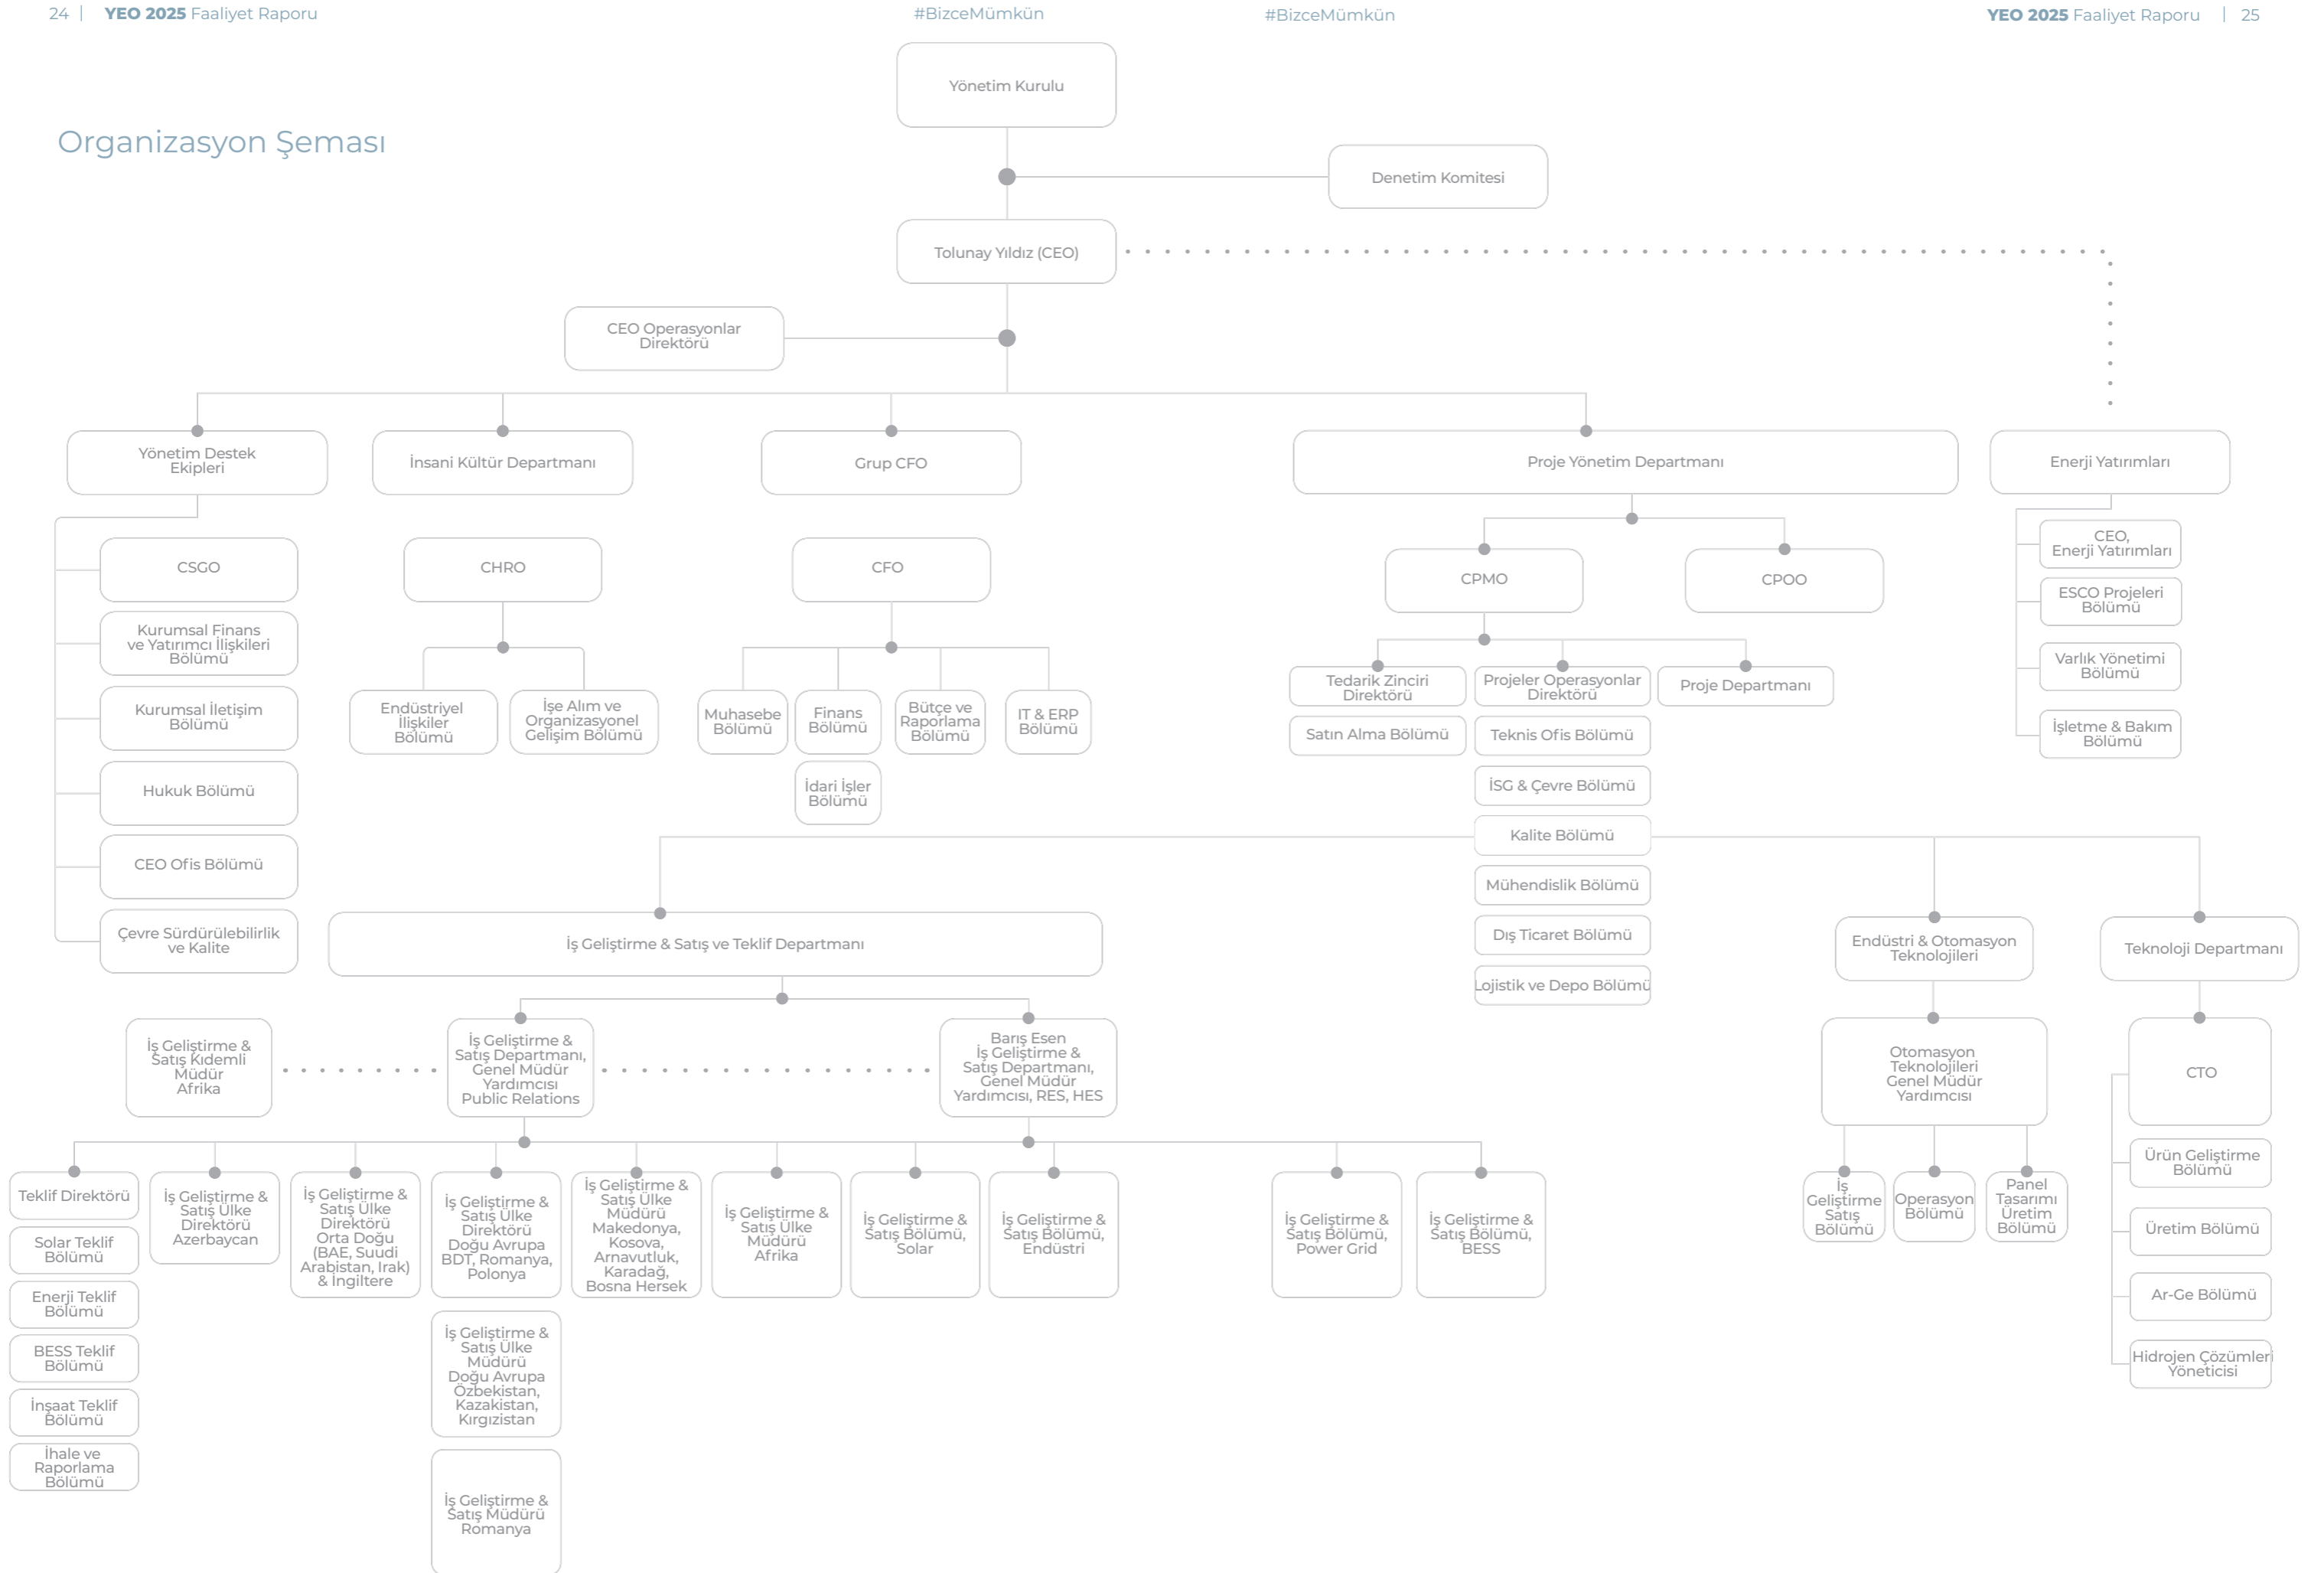 24 | YEO 2025 Faaliyet Raporu
#BizceMümkün
#BizceMümkün
YEO 2025 Faaliyet Raporu | 25
Organizasyon Şeması
Yönetim Kurulu
Denetim Komitesi
Tolunay Yıldız (CEO)
CEO Operasyonlar
Direktörü
Yönetim Destek
Ekipleri
İnsani Kültür Departmanı
Grup CFO
Proje Yönetim Departmanı
Enerji Yatırımları
CSGO
Kurumsal Finans
ve Yatırımcı İlişkileri
Bölümü
Kurumsal İletişim
Bölümü
Hukuk Bölümü
CEO Ofis Bölümü
Çevre Sürdürülebilirlik
ve Kalite
CHRO
Endüstriyel
İlişkiler
Bölümü
İşe Alım ve
Organizasyonel
Gelişim Bölümü
CFO
Muhasebe
Bölümü
Finans
Bölümü
Bütçe ve
Raporlama
Bölümü
IT & ERP
Bölümü
İdari İşler
Bölümü
CPMO
CPOO
Tedarik Zinciri
Direktörü
Projeler Operasyonlar
Direktörü
Proje Departmanı
Satın Alma Bölümü
Teknis Ofis Bölümü
İSG & Çevre Bölümü
Kalite Bölümü
Mühendislik Bölümü
Dış Ticaret Bölümü
Lojistik ve Depo Bölümü
CEO,
Enerji Yatırımları
ESCO Projeleri
Bölümü
Varlık Yönetimi
Bölümü
İşletme & Bakım
Bölümü
İş Geliştirme & Satış ve Teklif Departmanı
Endüstri & Otomasyon
Teknolojileri
Teknoloji Departmanı
İş Geliştirme &
Satış Kıdemli
Müdür
Afrika
İş Geliştirme &
Satış Departmanı,
Genel Müdür
Yardımcısı
Public Relations
Barış Esen
İş Geliştirme &
Satış Departmanı,
Genel Müdür
Yardımcısı, RES, HES
Otomasyon
Teknolojileri
Genel Müdür
Yardımcısı
CTO
Teklif Direktörü
Solar Teklif
Bölümü
Enerji Teklif
Bölümü
BESS Teklif
Bölümü
İnşaat Teklif
Bölümü
İhale ve
Raporlama
Bölümü
İş Geliştirme &
Satış Ülke
Direktörü
Azerbaycan
İş Geliştirme &
Satış Ülke
Direktörü
Orta Doğu
(BAE, Suudi
Arabistan, Irak)
& İngiltere
İş Geliştirme &
Satış Ülke
Direktörü
Doğu Avrupa
BDT, Romanya,
Polonya
İş Geliştirme &
Satış Ülke
Müdürü
Doğu Avrupa
Özbekistan,
Kazakistan,
Kırgızistan
İş Geliştirme &
Satış Müdürü
Romanya
İş Geliştirme &
Satış Ülke
Müdürü
Makedonya,
Kosova,
Arnavutluk,
Karadağ,
Bosna Hersek
İş Geliştirme &
Satış Ülke
Müdürü
Afrika
İş Geliştirme &
Satış Bölümü,
Solar
İş Geliştirme &
Satış Bölümü,
Endüstri
İş Geliştirme &
Satış Bölümü,
Power Grid
İş Geliştirme &
Satış Bölümü,
BESS
İş
Geliştirme
Satış
Bölümü
Operasyon
Bölümü
Panel
Tasarımı
Üretim
Bölümü
Ürün Geliştirme
Bölümü
Üretim Bölümü
Ar-Ge Bölümü
Hidrojen Çözümleri
Yöneticisi